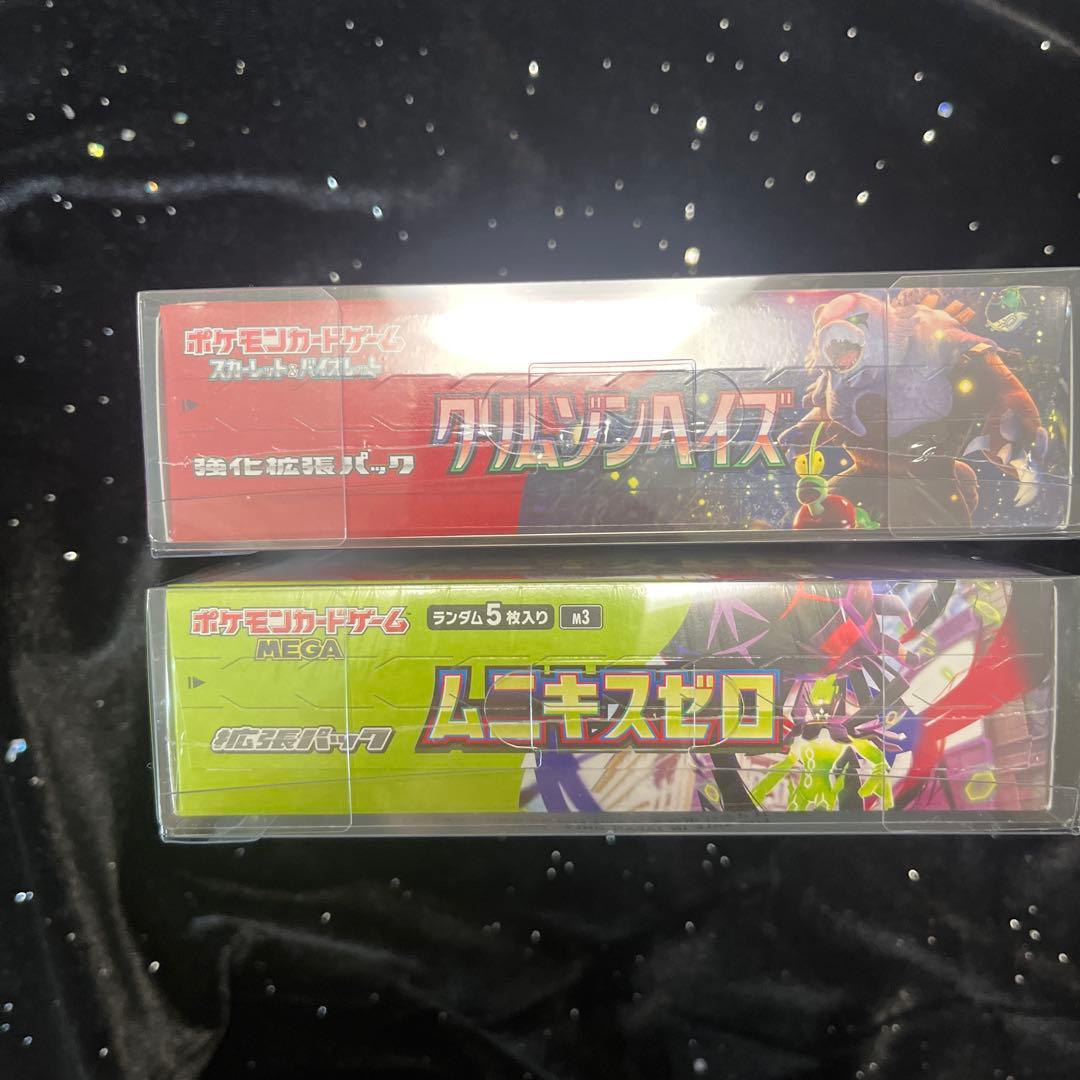 ポケモンカードゲーム
スカーレット&バイオレット
強化拡張パック
クリムゾンヘイズ
ポケモンカードゲーム
MEGA
ランダム5枚入り
M3
拡張パック
ムニキスゼロ